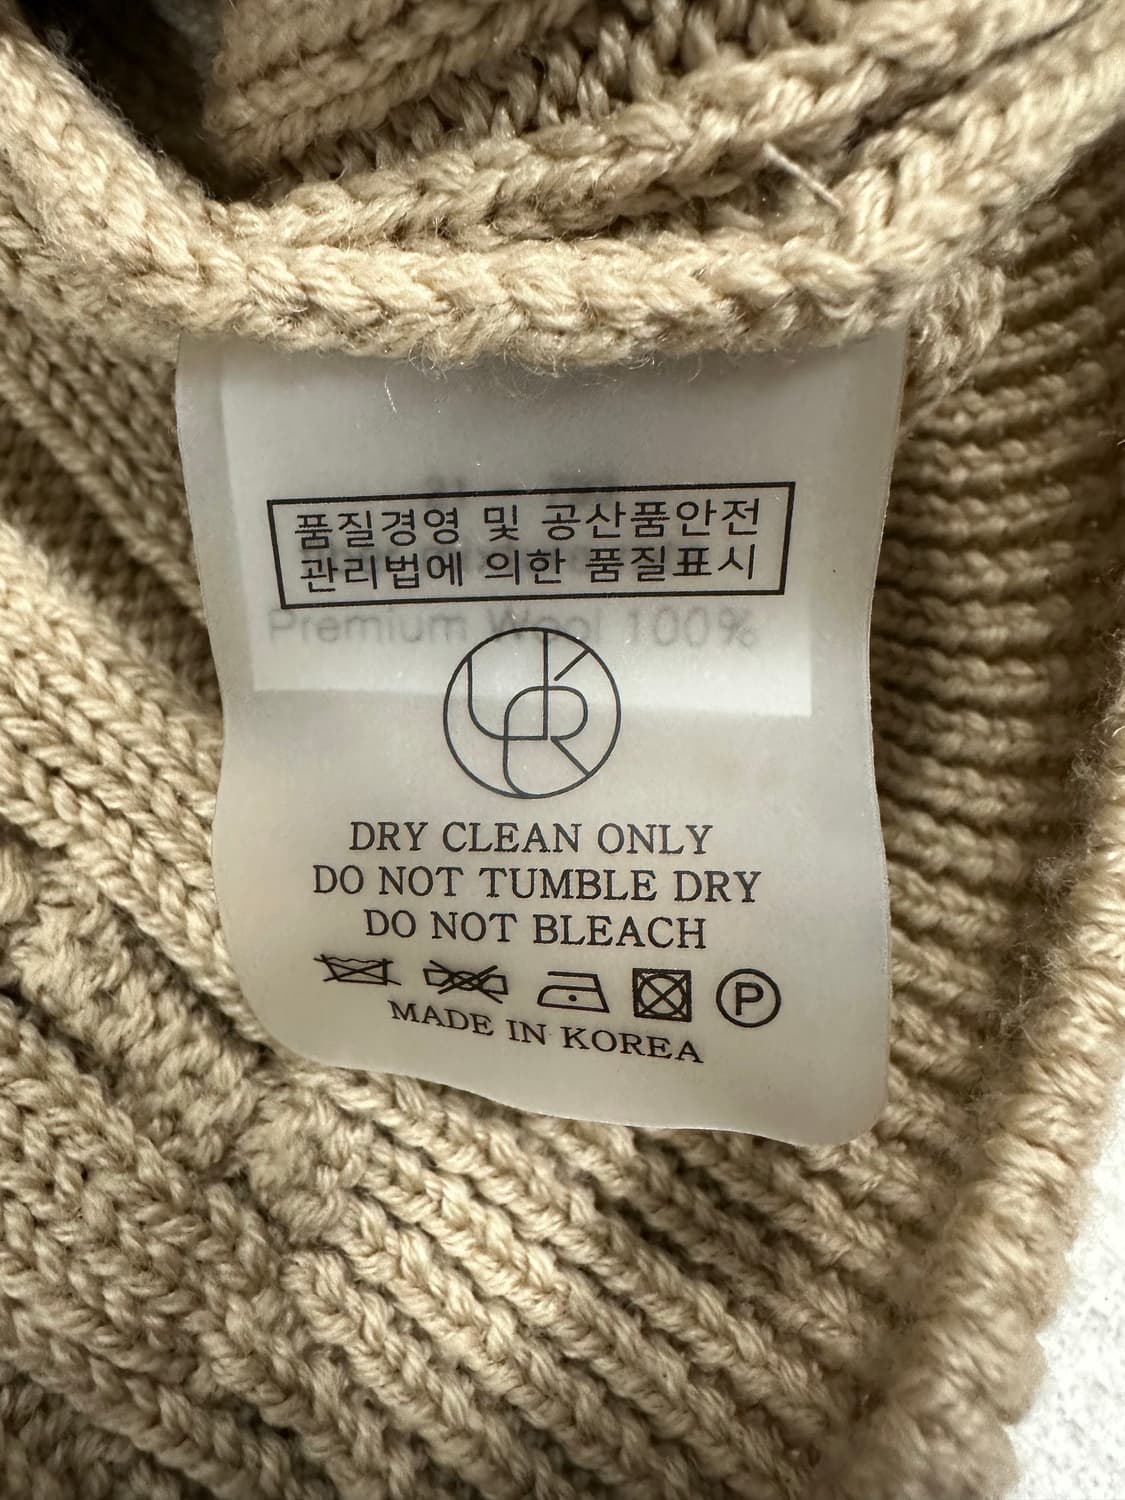 품질경영 및 공산품안전
관리법에 의한 품질표시
Premium Wool 100%
DRY CLEAN ONLY
DO NOT TUMBLE DRY
DO NOT BLEACH
P
MADE IN KOREA